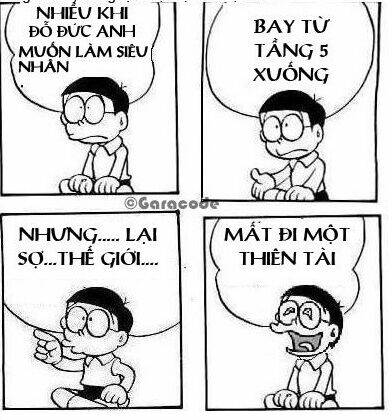 NHIỀU KHI
ĐỖ ĐỨC ANH
MUỐN LÀM SIÊU
NHÂN
BAY TỪ
TẦNG 5
XUỐNG
©Garacode
NHƯNG..... LẠI
SỢ...THẾ GIỚI....
MẤT ĐI MỘT
THIÊN TÀI